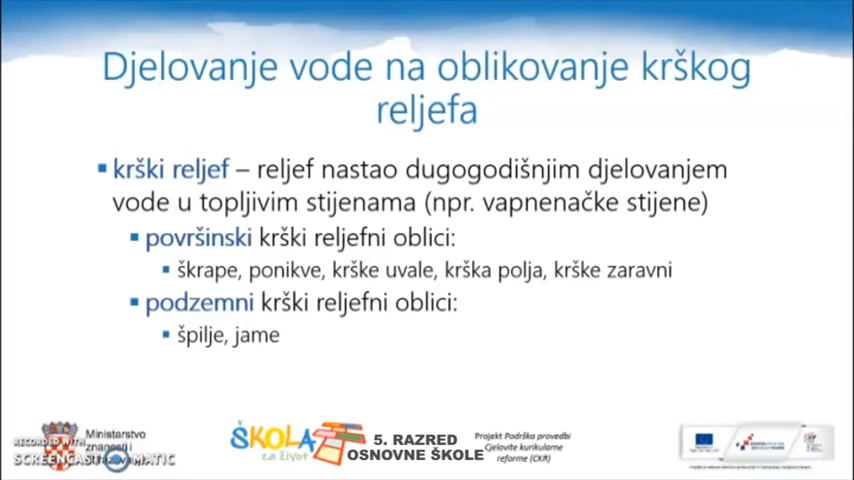 Djelovanje vode na oblikovanje krškog
reljefa
krški reljef – reljef nastao dugogodišnjim djelovanjem
vode u topljivim stijenama (npr. vapnenačke stijene)
površinski krški reljefni oblici:
škrape, ponikve, krške uvale, krška polja, krške zaravni
podzemni krški reljefni oblici:
špilje, jame
Ministarstvo
znanosti i
RECORDED WITH
SCREENCAST MATIC
ŠKOLA
za život
5. RAZRED
OSNOVNE ŠKOLE
Projekt Podrška provedbi
Cjelovite kurikularne
reforme (CKR)